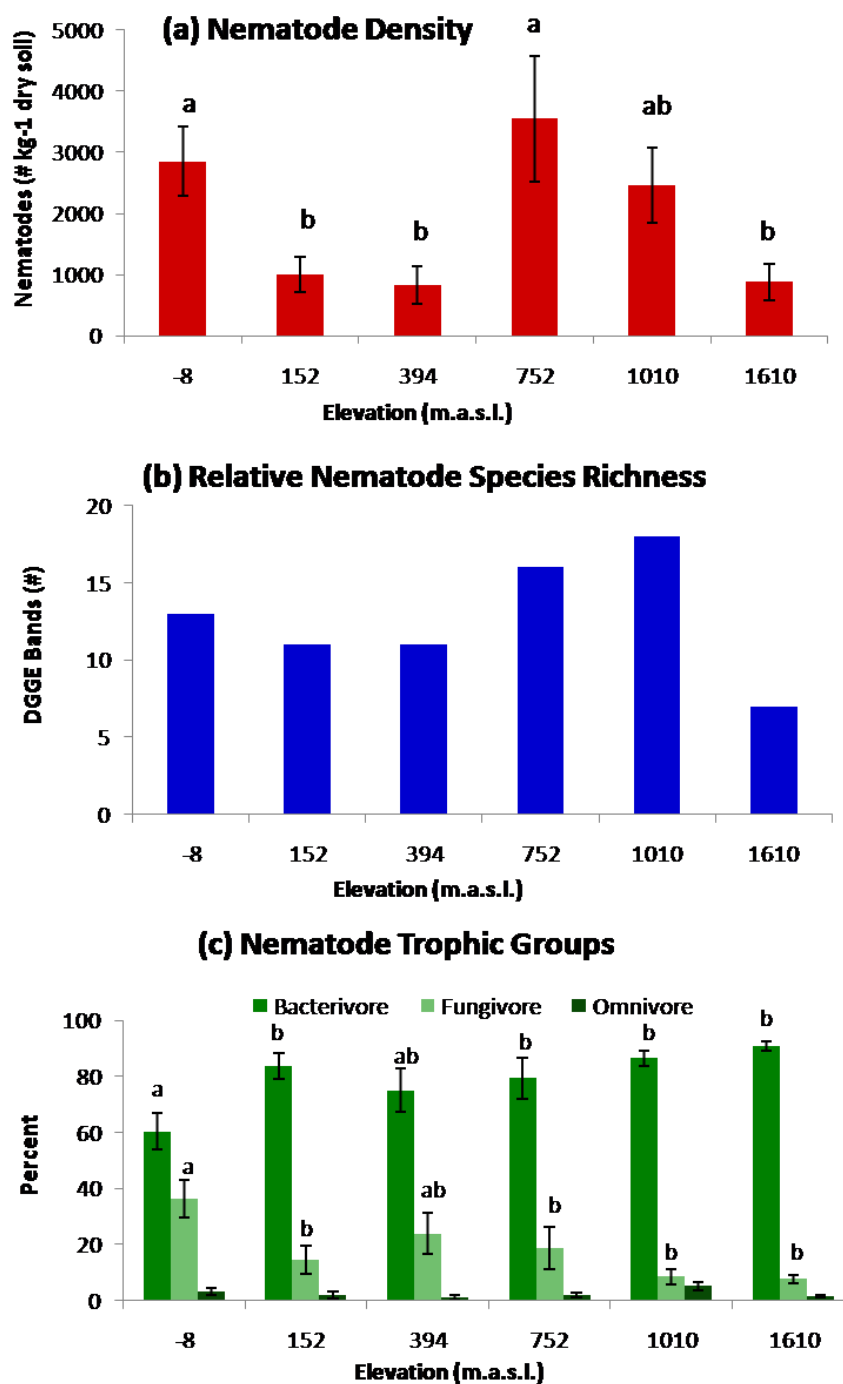 (a) Nematode Density
Nematodes (# kg-1 dry soil)
5000
4000
3000
2000
1000
0
a
b
b
a
ab
b
-8 152 394 752 1010 1610
Elevation (m.a.s.l.)
(b) Relative Nematode Species Richness
DGGE Bands (#)
20
15
10
5
0
-8 152 394 752 1010 1610
Elevation (m.a.s.l.)
(c) Nematode Trophic Groups
Bacterivore Fungivore Omnivore
Percent
100
80
60
40
20
0
a
a
b
b
ab
ab
b
b
b
b
b
b
-8 152 394 752 1010 1610
Elevation (m.a.s.l.)